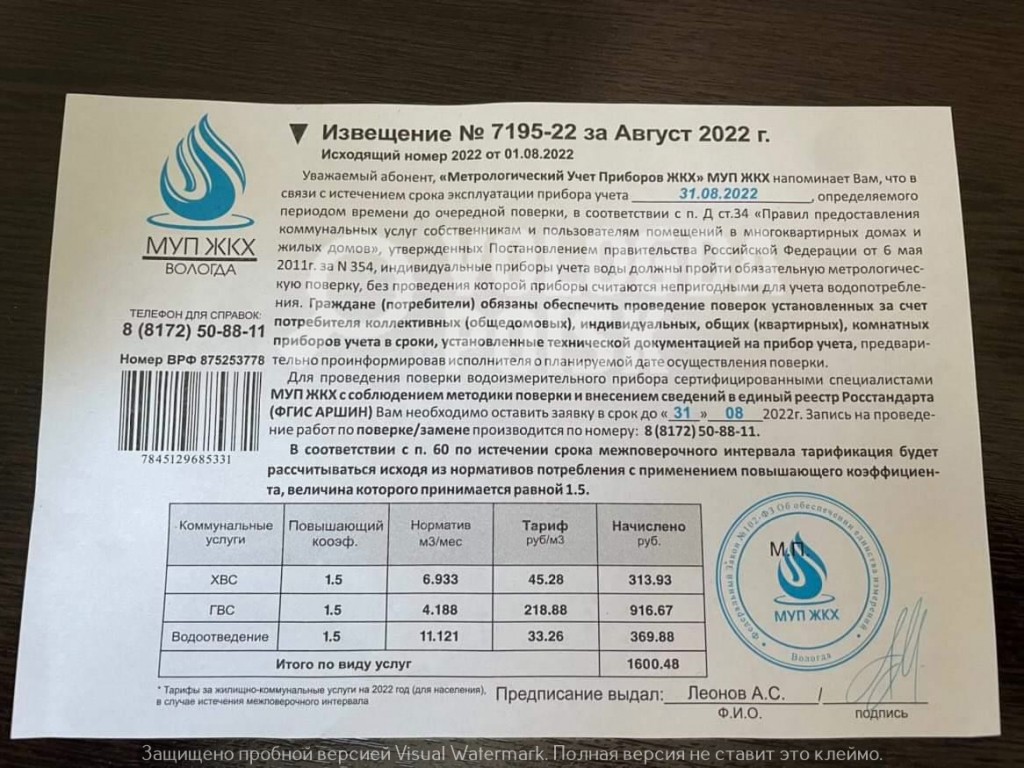 ▼ Извещение № 7195-22 за Август 2022 г.
Исходящий номер 2022 от 01.08.2022
Уважаемый абонент, «Метрологический Учет Приборов ЖКХ» МУП ЖКХ напоминает Вам, что в
связи с истечением срока эксплуатации прибора учета 31.08.2022, определяемого
периодом времени до очередной поверки, в соответствии с п. Д ст.34 «Правил предоставления
коммунальных услуг собственникам и пользователям помещений в многоквартирных домах и
жилых домов», утвержденных Постановлением правительства Российской Федерации от 6 мая
2011г. за N 354, индивидуальные приборы учета воды должны пройти обязательную метрологичес-
кую поверку, без проведения которой приборы считаются непригодными для учета водопотребле-
ния. Граждане (потребители) обязаны обеспечить проведение поверок установленных за счет
потребителя коллективных (общедомовых), индивидуальных, общих (квартирных), комнатных
приборов учета в сроки, установленные технической документацией на прибор учета, предвари-
тельно проинформировав исполнителя о планируемой дате осуществления поверки.
Для проведения поверки водоизмерительного прибора сертифицированными специалистами
МУП ЖКХ с соблюдением методики поверки и внесением сведений в единый реестр Росстандарта
(ФГИС АРШИН) Вам необходимо оставить заявку в срок до « 31 » 08 2022г. Запись на проведе-
ние работ по поверке/замене производится по номеру: 8 (8172) 50-88-11.
В соответствии с п. 60 по истечении срока межповерочного интервала тарификация будет
рассчитываться исходя из нормативов потребления с применением повышающего коэффициен-
та, величина которого принимается равной 1.5.
МУП ЖКХ
ВОЛОГДА
ТЕЛЕФОН ДЛЯ СПРАВОК:
8 (8172) 50-88-11
Номер ВРФ 875253778
7845129685331
Коммунальные услуги Повышающий кооэф. Норматив м3/мес Тариф руб/м3 Начислено руб.
ХВС 1.5 6.933 45.28 313.93
ГВС 1.5 4.188 218.88 916.67
Водоотведение 1.5 11.121 33.26 369.88
Итого по виду услуг 1600.48
* Тарифы за жилищно-коммунальные услуги на 2022 год (для населения),
в случае истечения межповерочного интервала
Предписание выдал: Леонов А.С. /
Ф.И.О. подпись
М.П.
Федеральный Закон №102-ФЗ Об обеспечении единства измерений
МУП ЖКХ
Вологда
Защищено пробной версией Visual Watermark. Полная версия не ставит это клеймо.